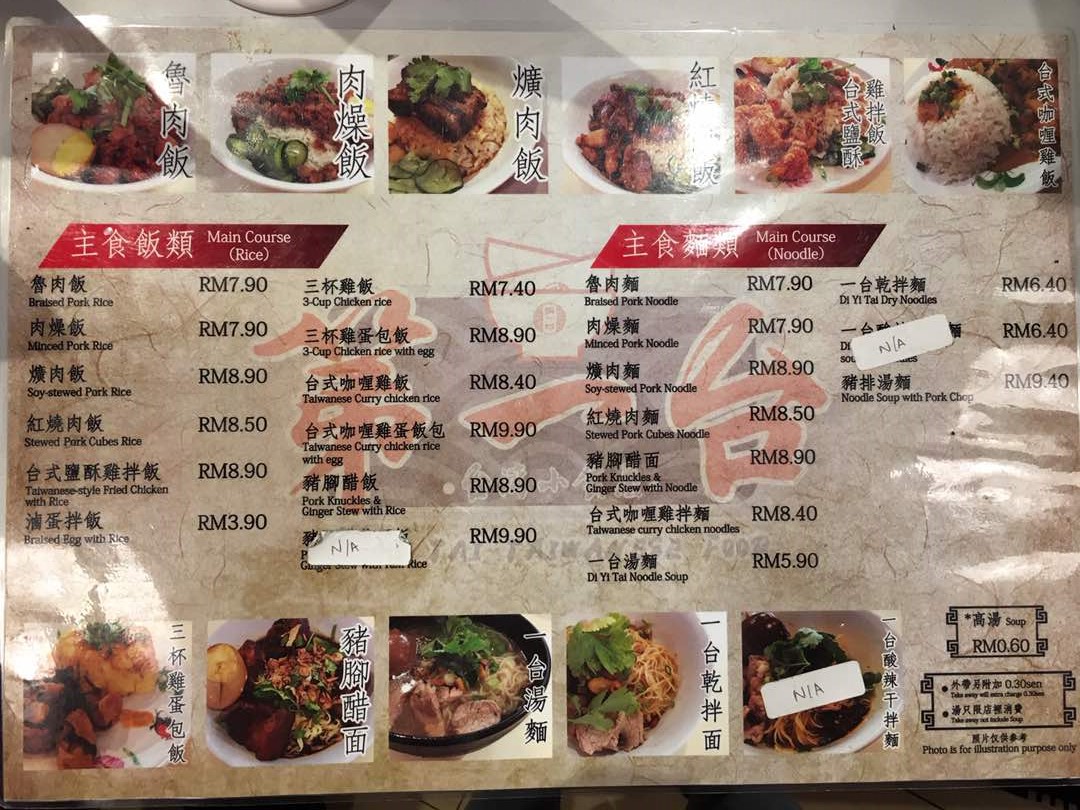 魯肉飯
肉燥飯
爌肉飯
紅燒 飯
台式鹽酥
雞拌飯
台式咖喱雞飯
主食飯類 Main Course
(Rice)
魯肉飯 RM7.90
Braised Pork Rice
肉燥飯 RM7.90
Minced Pork Rice
爌肉飯 RM8.90
Soy-stewed Pork Rice
紅燒肉飯 RM8.50
Stewed Pork Cubes Rice
台式鹽酥雞拌飯 RM8.90
Taiwanese-style Fried Chicken
with Rice
滷蛋拌飯 RM3.90
Braised Egg with Rice
三杯雞飯 RM7.40
3-Cup Chicken rice
三杯雞蛋包飯 RM8.90
3-Cup Chicken rice with egg
台式咖喱雞飯 RM8.40
Taiwanese Curry chicken rice
台式咖喱雞蛋飯包 RM9.90
Taiwanese Curry chicken rice
with egg
豬腳醋飯 RM8.90
Pork Knuckles &
Ginger Stew with Rice
豬 RM9.90
N/A
Ginger Stew with Rice
主食麵類 Main Course
(Noodle)
魯肉麵 RM7.90
Braised Pork Noodle
肉燥麵 RM7.90
Minced Pork Noodle
爌肉麵 RM8.90
Soy-stewed Pork Noodle
紅燒肉麵 RM8.50
Stewed Pork Cubes Noodle
豬腳醋面 RM8.90
Pork Knuckles &
Ginger Stew with Noodle
台式咖喱雞拌麵 RM8.40
Taiwanese curry chicken noodles
一台湯麵 RM5.90
Di Yi Tai Noodle Soup
一台乾拌麵 RM6.40
Di Yi Tai Dry Noodles
一台酸 麵 RM6.40
Di
N/A
豬排湯麵 RM9.40
Noodle Soup with Pork Chop
第一台
三杯雞蛋包飯
豬腳醋面
一台湯麵
一台乾拌面
一台酸辣干拌麵
N/A
*高湯 Soup
RM0.60
外帶另附加 0.30sen
Take away will extra charge 0.30sen
湯只限店裡消費
Take away not include Soup
照片仅供参考
Photo is for illustration purpose only